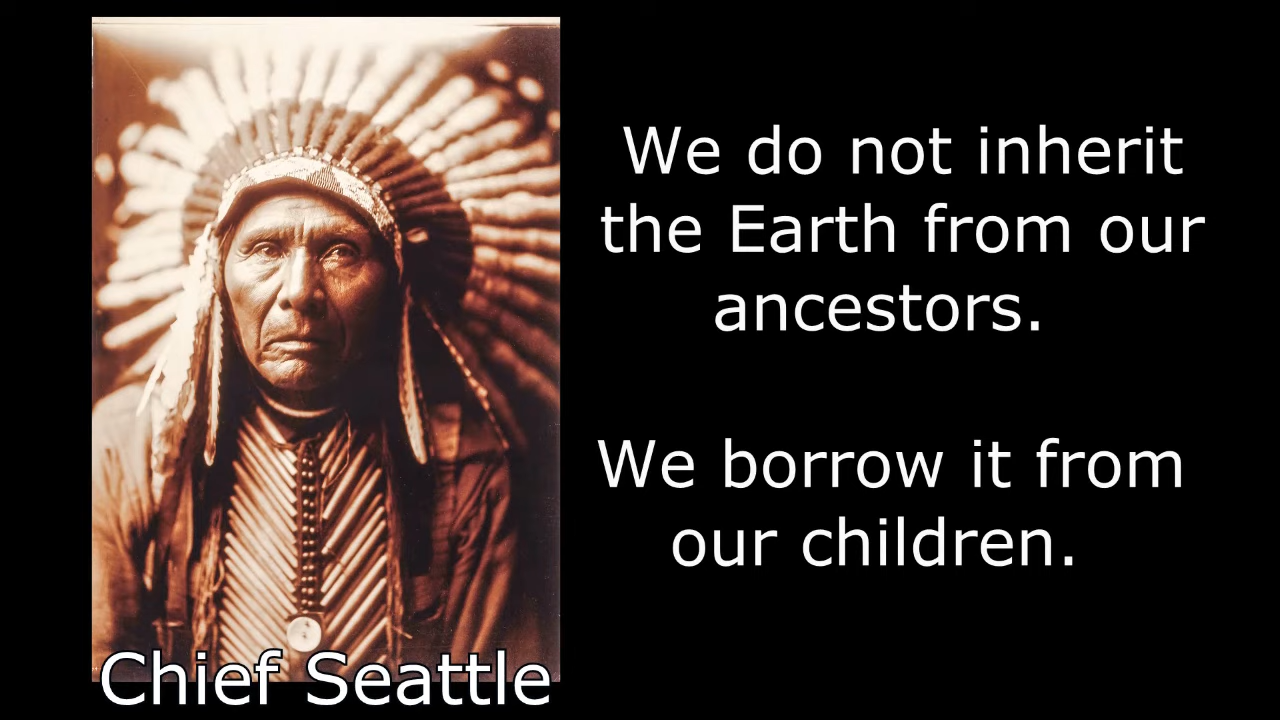 We do not inherit
the Earth from our
ancestors.
We borrow it from
our children.
Chief Seattle